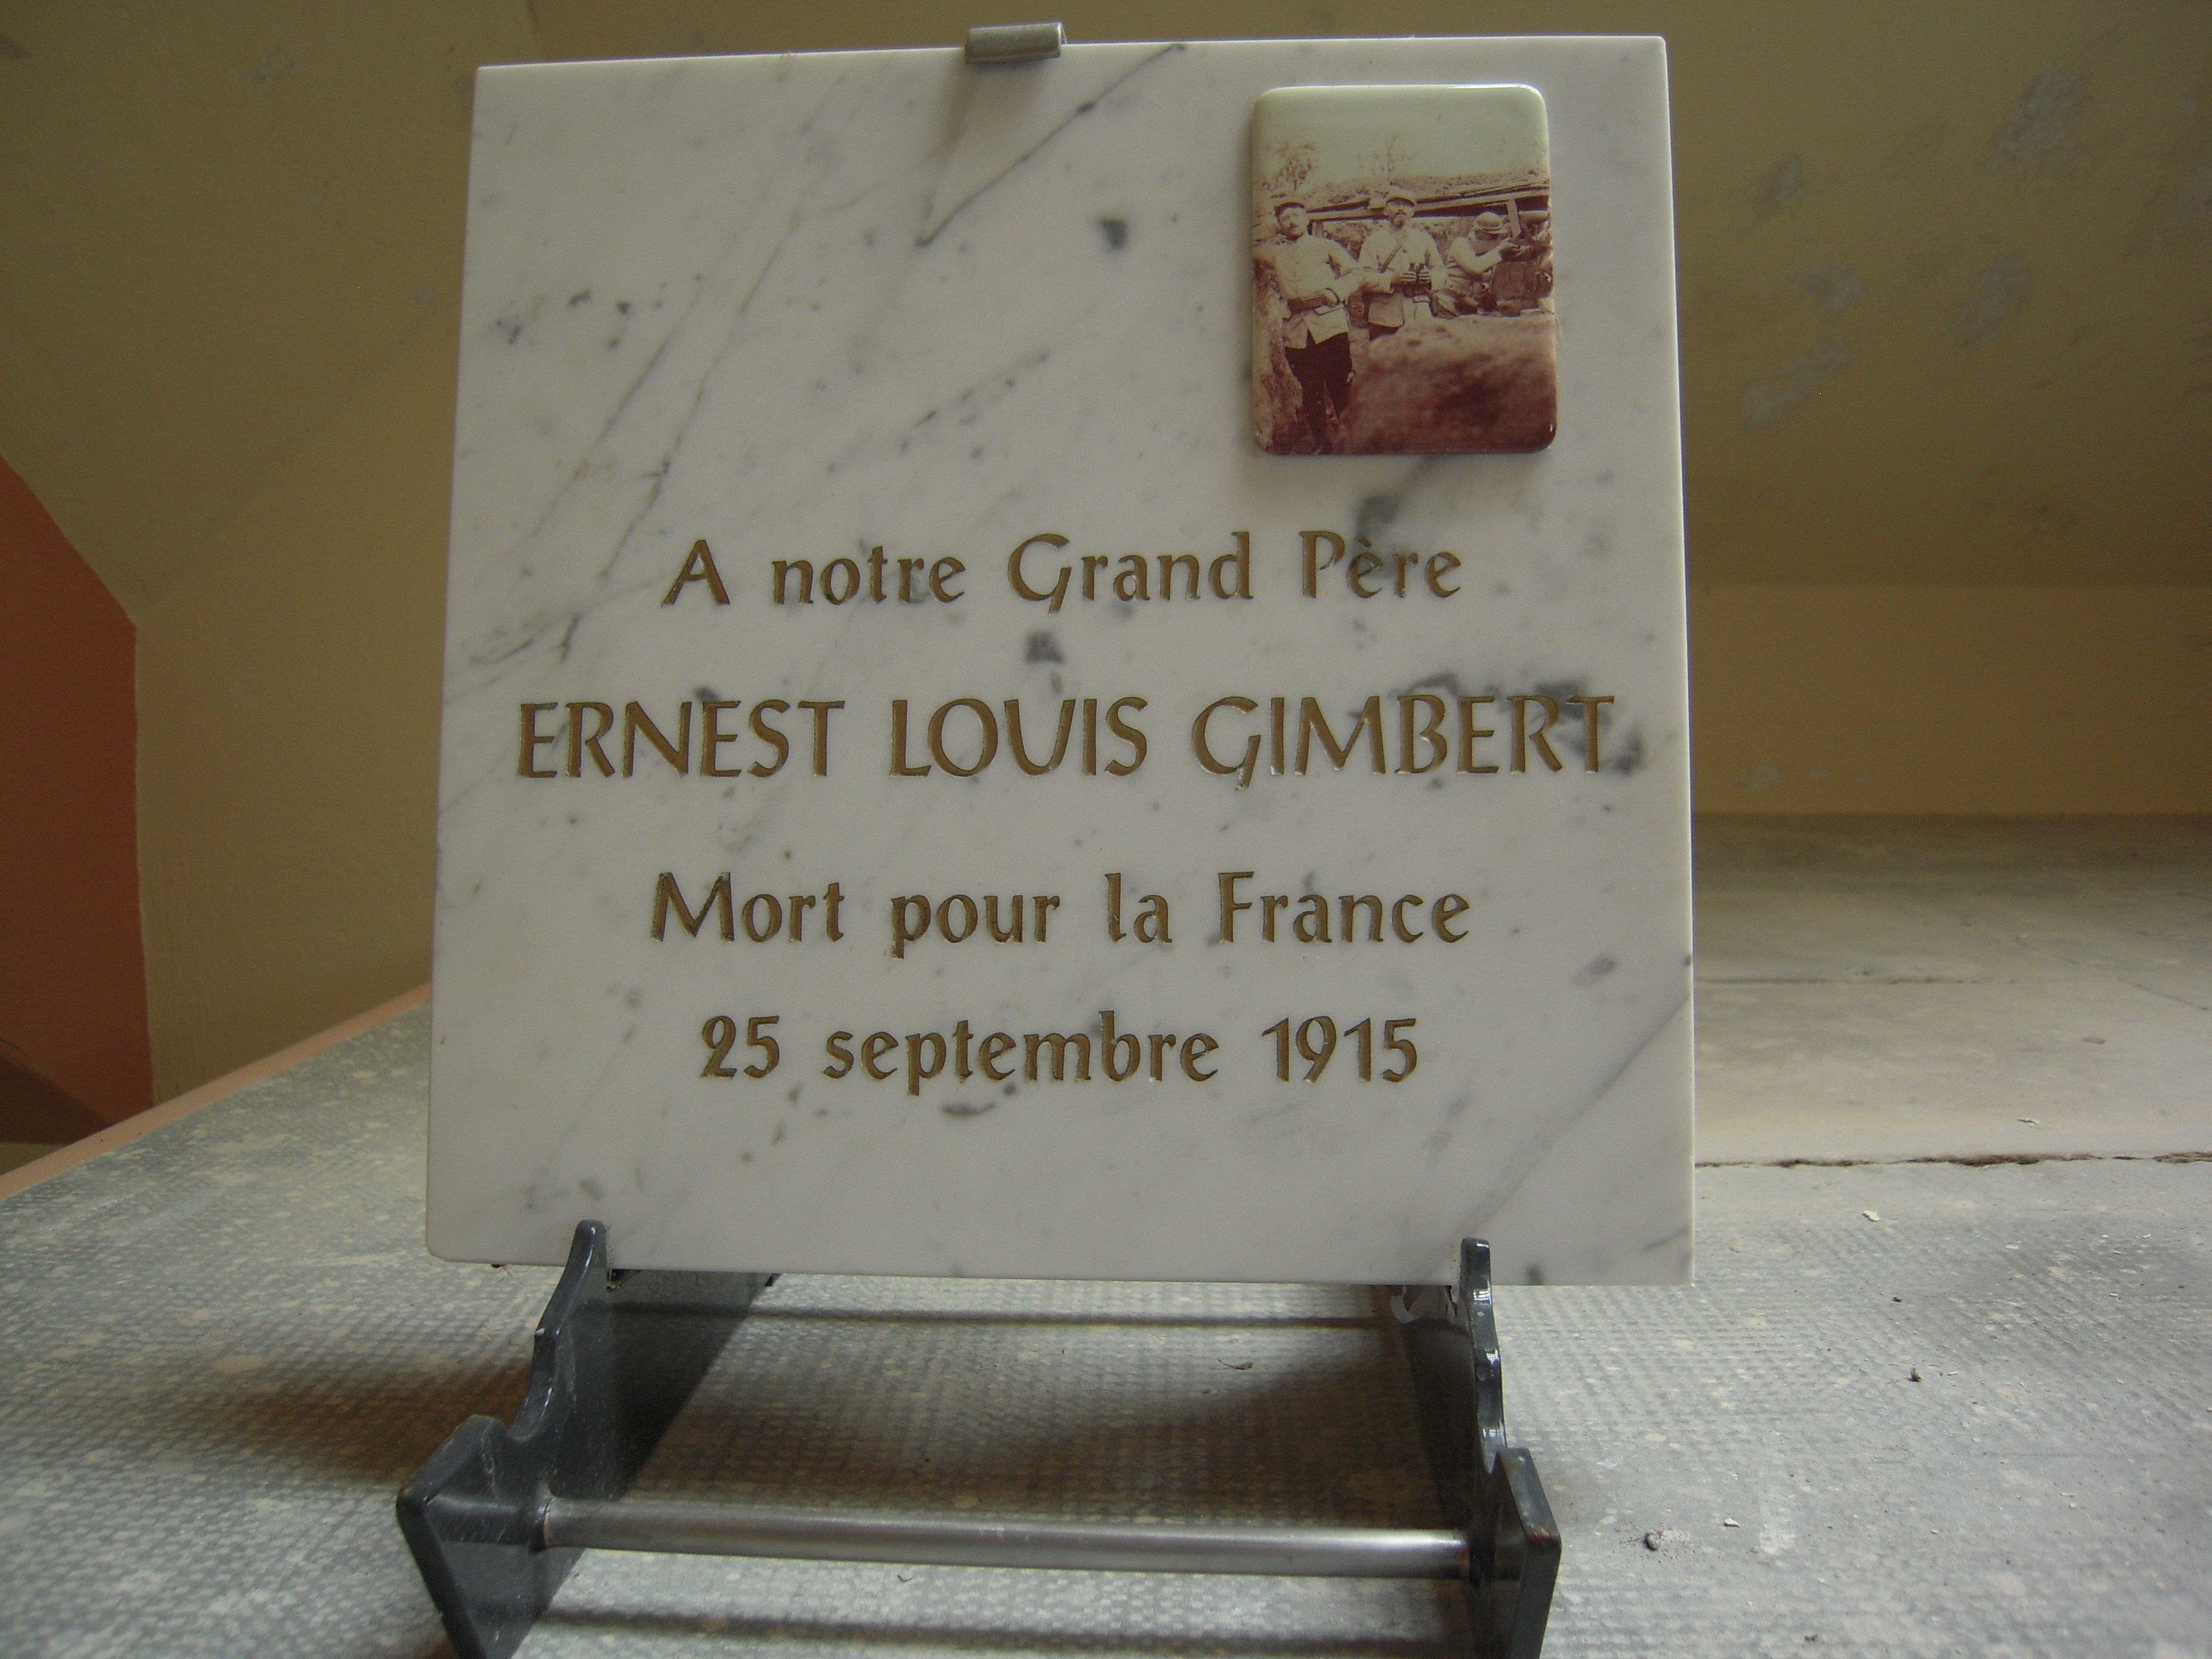 A notre Grand Père
ERNEST LOUIS GIMBERT
Mort pour la France
25 septembre 1915